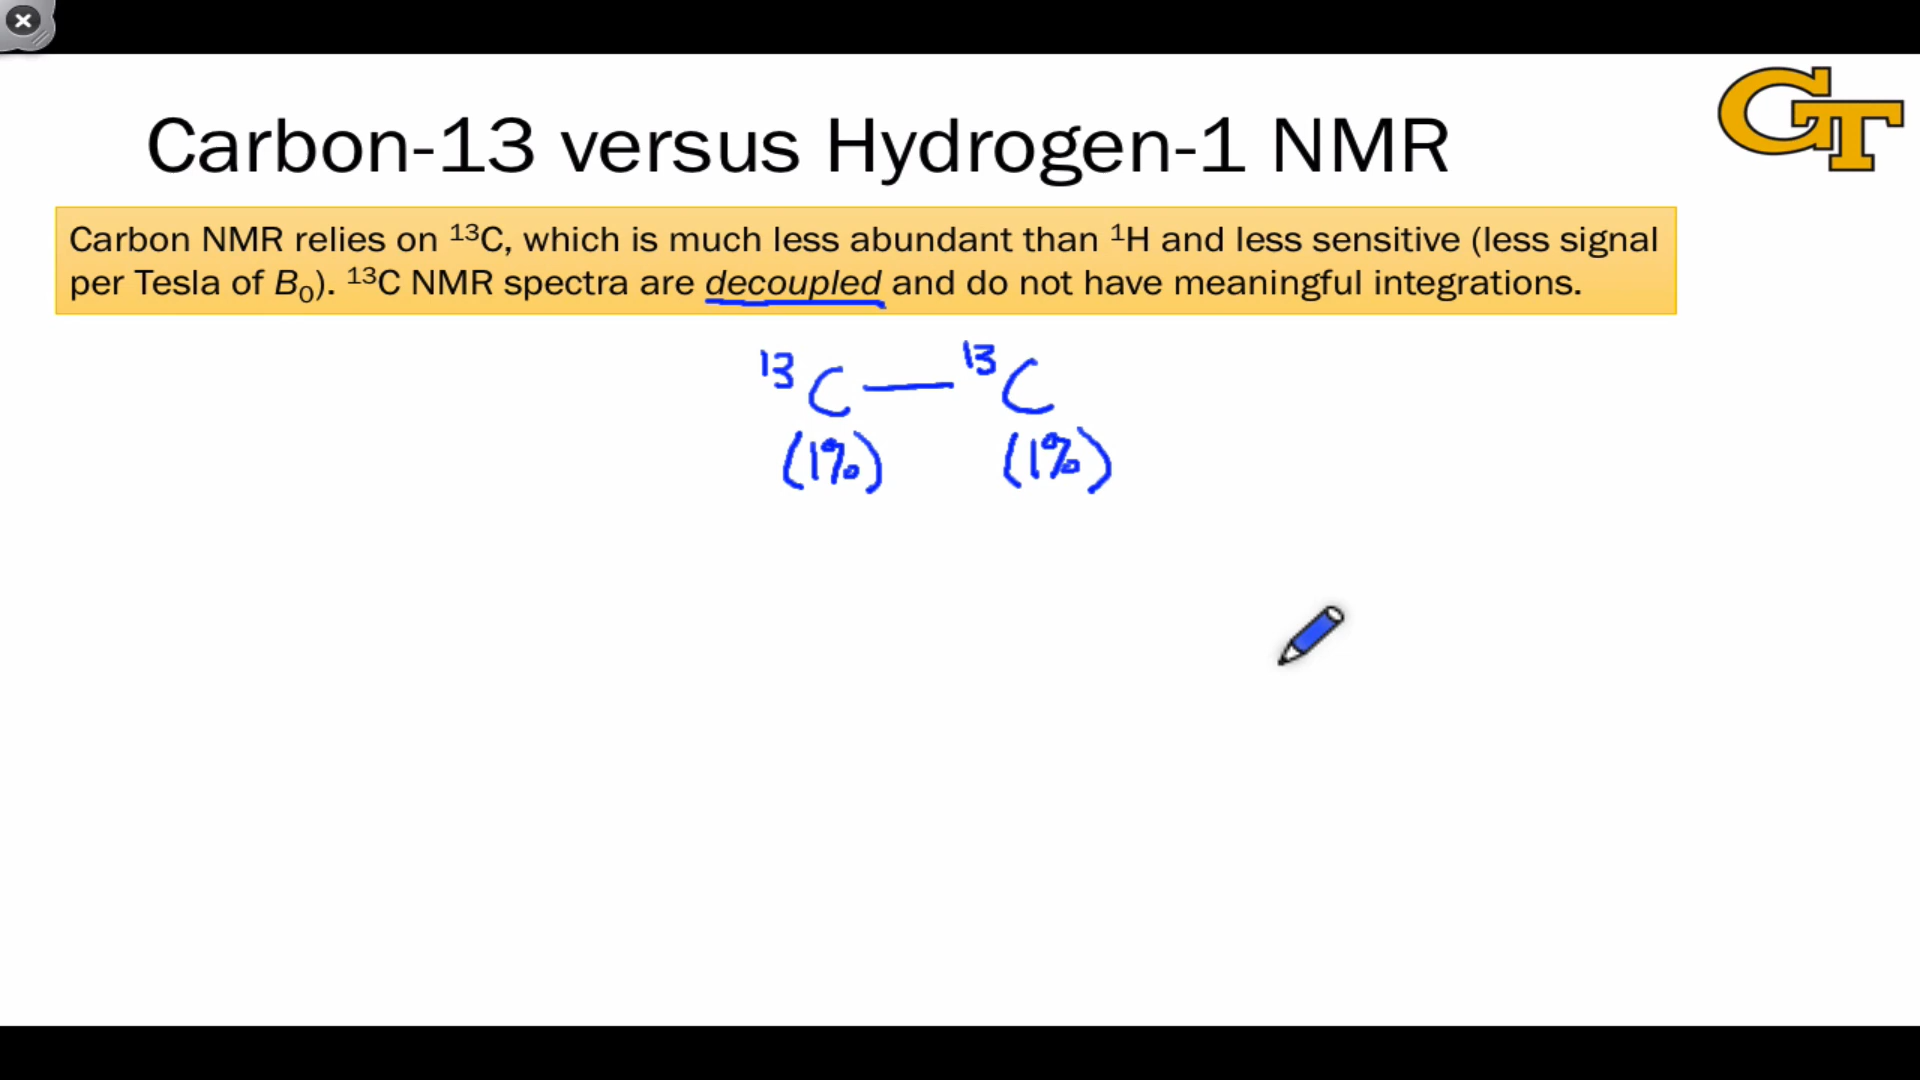 GT
Carbon-13 versus Hydrogen-1 NMR
Carbon NMR relies on ¹³C, which is much less abundant than ¹H and less sensitive (less signal
per Tesla of B₀). ¹³C NMR spectra are decoupled and do not have meaningful integrations.
¹³C — ¹³C
(1%) (1%)